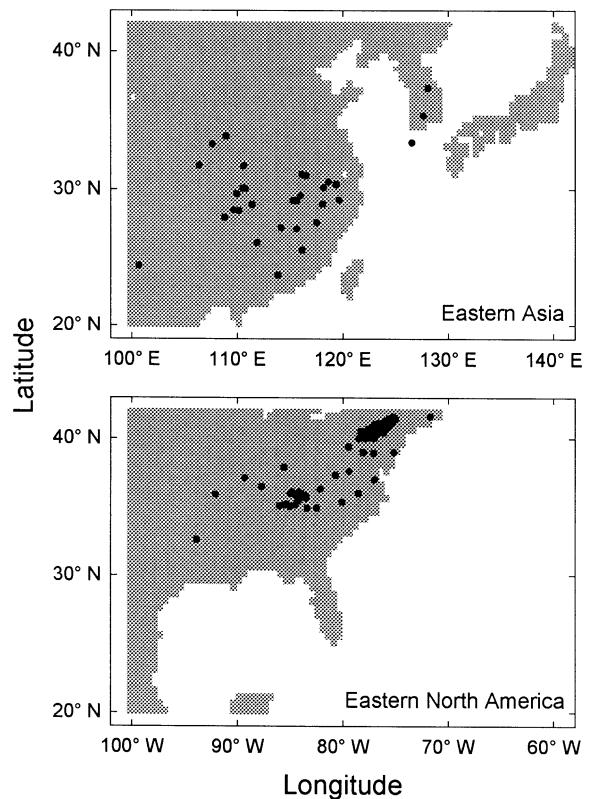 40° N
30° N
20° N
Eastern Asia
100° E 110° E 120° E 130° E 140° E
Latitude
40° N
30° N
20° N
Eastern North America
100° W 90° W 80° W 70° W 60° W
Longitude